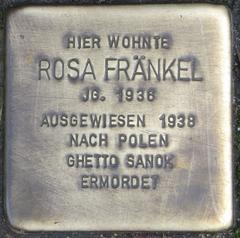 HIER WOHNTE
ROSA FRÄNKEL
JG. 1936
AUSGEWIESEN 1938
NACH POLEN
GHETTO SANOK
ERMORDET